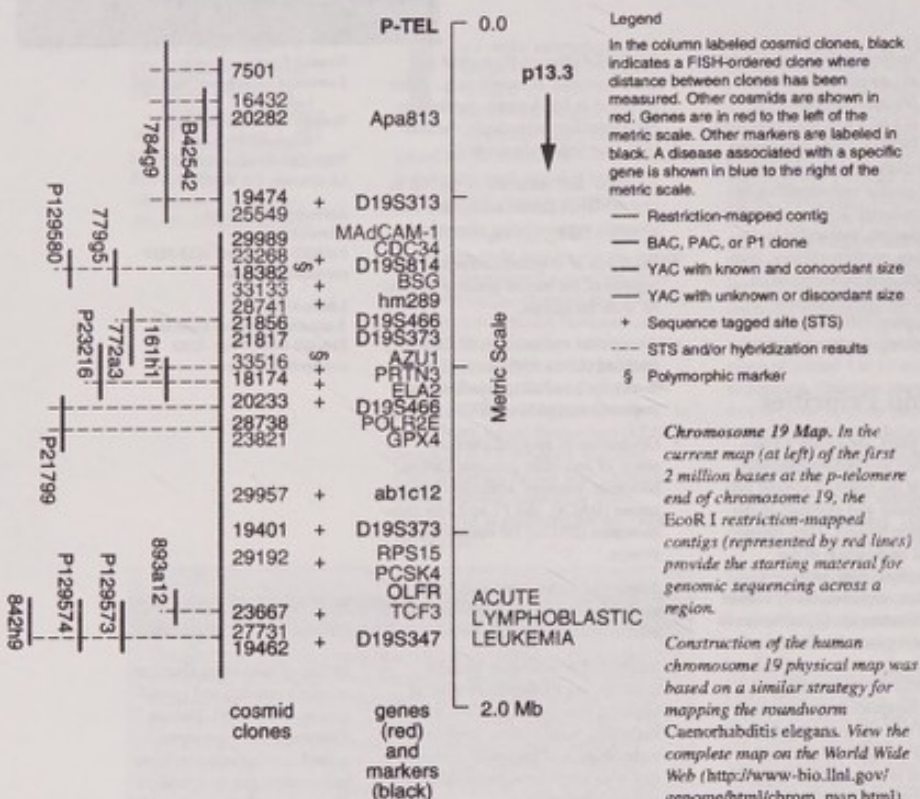 P-TEL
0.0
p13.3
7501
16432
20282
Apa813
B42542
784g9
19474
+
D19S313
25549
P129580
779g5
29989
MAdCAM-1
23268
+
CDC34
18382
§
D19S814
33133
+
BSG
28741
+
hm289
21856
D19S466
21817
D19S373
P23216
772a3
161h1
33516
§
+
AZU1
18174
+
PRTN3
+
ELA2
20233
+
D19S466
28738
POLR2E
23821
GPX4
P21799
29957
+
ab1c12
19401
+
D19S373
29192
+
RPS15
PCSK4
OLFR
893a12
23667
+
TCF3
P129573
P129574
842h9
27731
19462
+
D19S347
cosmid
clones
genes
(red)
and
markers
(black)
Metric Scale
ACUTE
LYMPHOBLASTIC
LEUKEMIA
2.0 Mb
Legend
In the column labeled cosmid clones, black
indicates a FISH-ordered clone where
distance between clones has been
measured. Other cosmids are shown in
red. Genes are in red to the left of the
metric scale. Other markers are labeled in
black. A disease associated with a specific
gene is shown in blue to the right of the
metric scale.
Restriction-mapped contig
BAC, PAC, or P1 clone
YAC with known and concordant size
YAC with unknown or discordant size
+ Sequence tagged site (STS)
STS and/or hybridization results
§ Polymorphic marker
Chromosome 19 Map. In the
current map (at left) of the first
2 million bases at the p-telomere
end of chromosome 19, the
EcoR I restriction-mapped
contigs (represented by red lines)
provide the starting material for
genomic sequencing across a
region.
Construction of the human
chromosome 19 physical map was
based on a similar strategy for
mapping the roundworm
Caenorhabditis elegans. View the
complete map on the World Wide
Web (http://www-bio.llnl.gov/
genome/html/chrom_map.html)